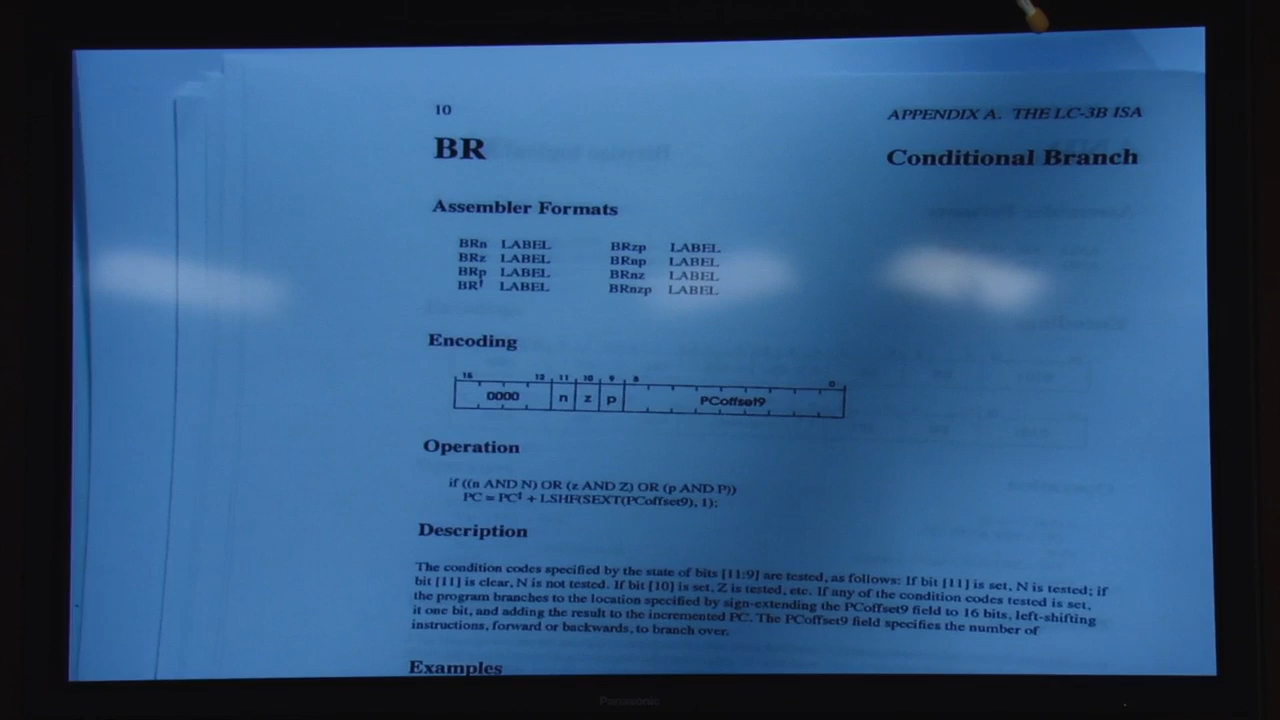 10
APPENDIX A. THE LC-3B ISA
BR
Conditional Branch
Assembler Formats
BRn LABEL BRzp LABEL
BRz LABEL BRnp LABEL
BRp LABEL BRnz LABEL
BR† LABEL BRnzp LABEL
Encoding
15 12 11 10 9 8 0
0000 n z p PCoffset9
Operation
if ((n AND N) OR (z AND Z) OR (p AND P))
PC = PC‡ + LSHF(SEXT(PCoffset9), 1);
Description
The condition codes specified by the state of bits [11:9] are tested, as follows: If bit [11] is set, N is tested; if
bit [11] is clear, N is not tested. If bit [10] is set, Z is tested, etc. If any of the condition codes tested is set,
the program branches to the location specified by sign-extending the PCoffset9 field to 16 bits, left-shifting
it one bit, and adding the result to the incremented PC. The PCoffset9 field specifies the number of
instructions, forward or backwards, to branch over.
Examples
Panasonic